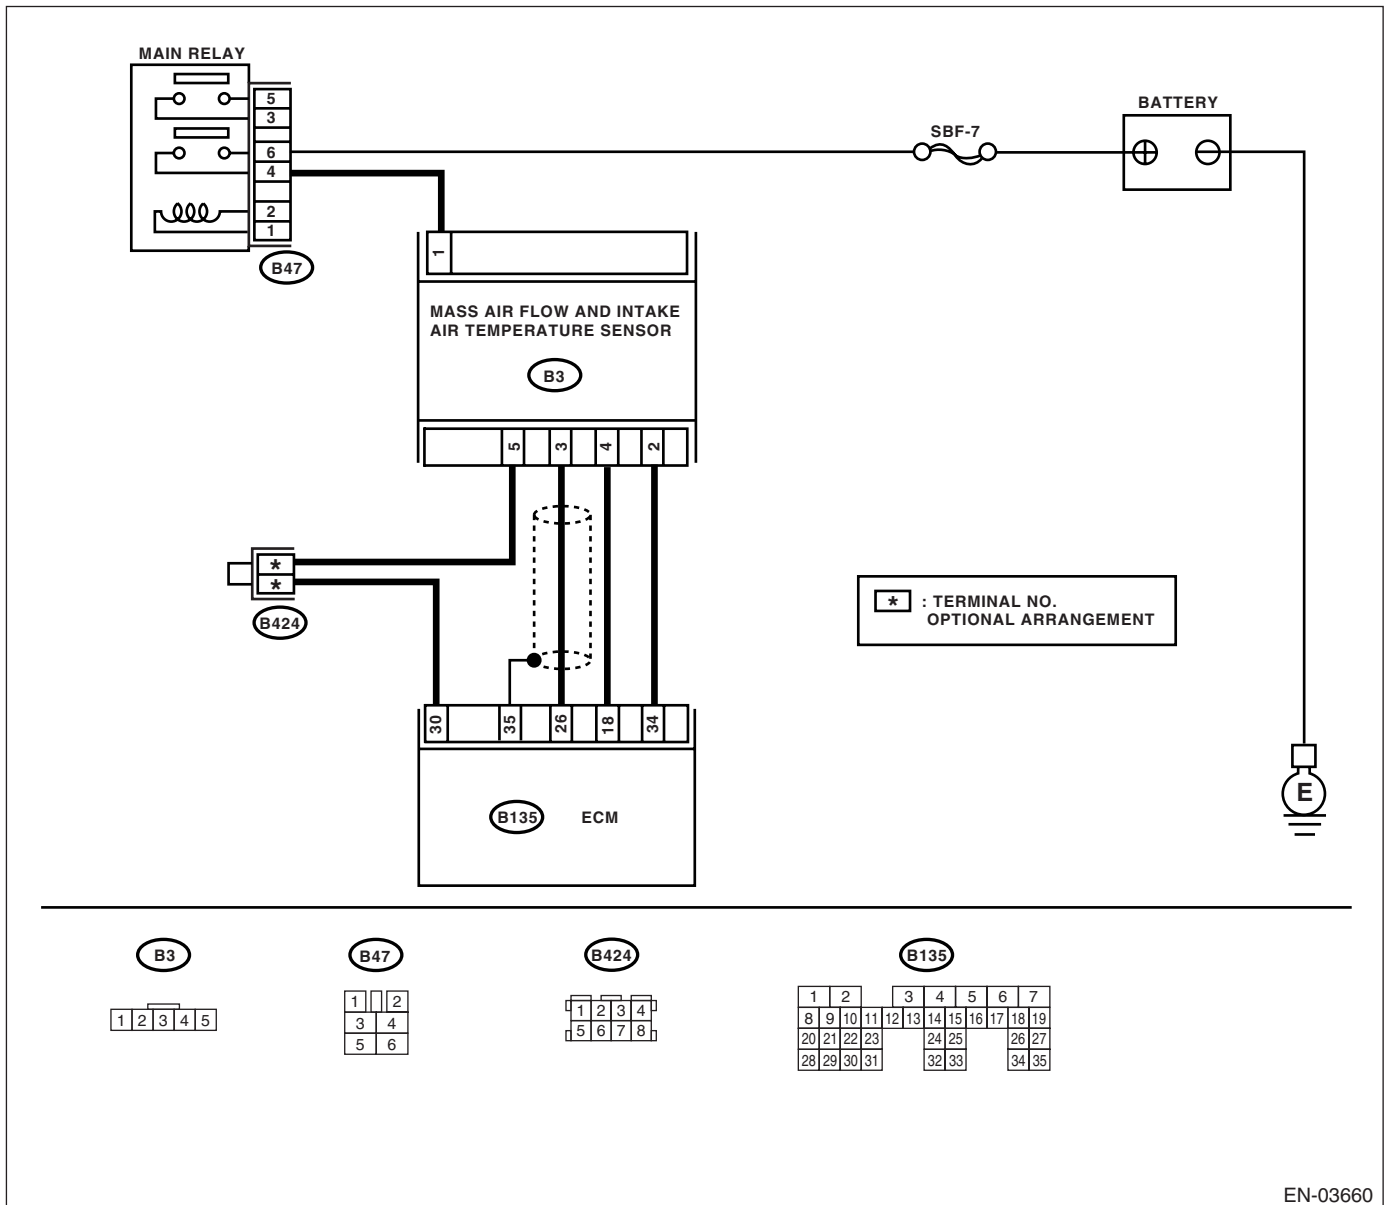 MAIN RELAY
5
3
6
4
2
1
B47
SBF-7
BATTERY
1
MASS AIR FLOW AND INTAKE
AIR TEMPERATURE SENSOR
B3
5 3 4 2
*
*
B424
* : TERMINAL NO.
OPTIONAL ARRANGEMENT
30 35 26 18 34
B135 ECM
E
B3 B47 B424 B135
1 2 3 4 5
1 2
3 4
5 6
1 2 3 4
5 6 7 8
1 2 3 4 5 6 7
8 9 10 11 12 13 14 15 16 17 18 19
20 21 22 23 24 25 26 27
28 29 30 31 32 33 34 35
EN-03660